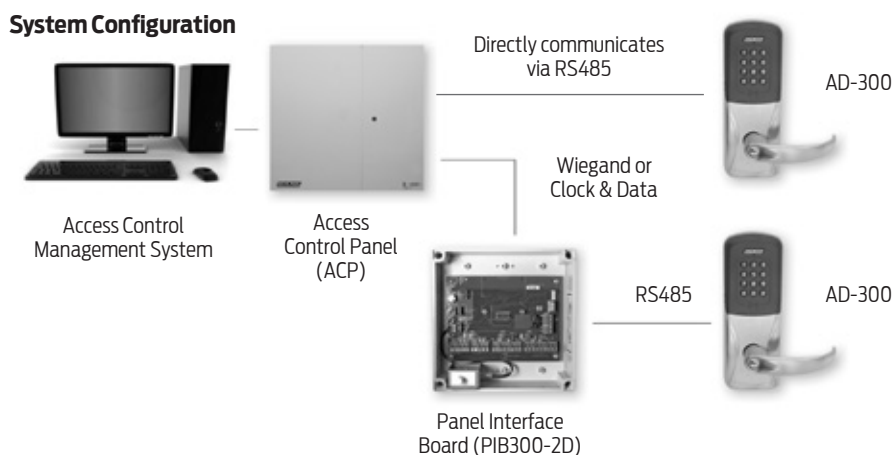 System Configuration
Directly communicates
via RS485
AD-300
Wiegand or
Clock & Data
Access Control
Management System
Access
Control Panel
(ACP)
RS485
AD-300
Panel Interface
Board (PIB300-2D)